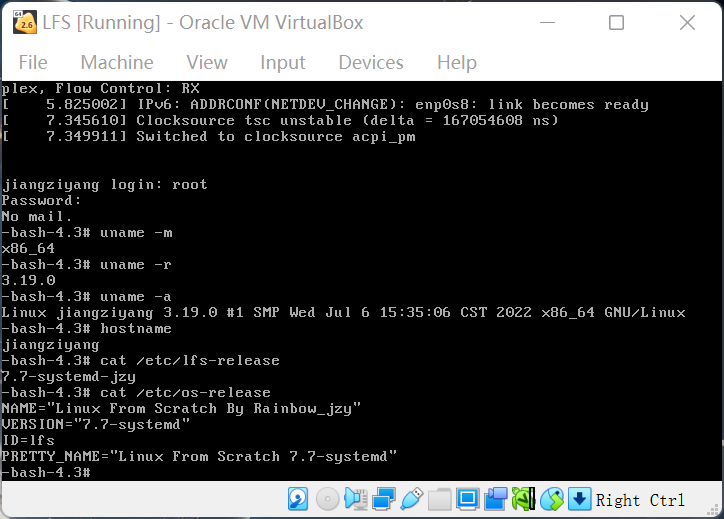 LFS [Running] - Oracle VM VirtualBox
File Machine View Input Devices Help
plex, Flow Control: RX
[    5.825002] IPv6: ADDRCONF(NETDEV_CHANGE): enp0s8: link becomes ready
[    7.345610] Clocksource tsc unstable (delta = 167054608 ns)
[    7.349911] Switched to clocksource acpi_pm
jiangziyang login: root
Password:
No mail.
-bash-4.3# uname -m
x86_64
-bash-4.3# uname -r
3.19.0
-bash-4.3# uname -a
Linux jiangziyang 3.19.0 #1 SMP Wed Jul 6 15:35:06 CST 2022 x86_64 GNU/Linux
-bash-4.3# hostname
jiangziyang
-bash-4.3# cat /etc/lfs-release
7.7-systemd-jzy
-bash-4.3# cat /etc/os-release
NAME="Linux From Scratch By Rainbow_jzy"
VERSION="7.7-systemd"
ID=lfs
PRETTY_NAME="Linux From Scratch 7.7-systemd"
-bash-4.3#
Right Ctrl